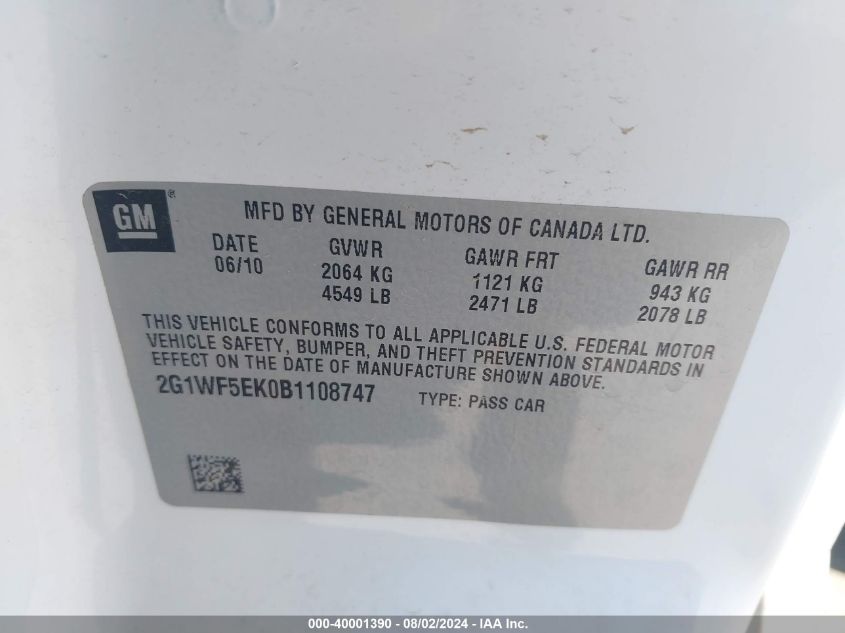 GM®
MFD BY GENERAL MOTORS OF CANADA LTD.
DATE GVWR GAWR FRT GAWR RR
06/10 2064 KG 1121 KG 943 KG
4549 LB 2471 LB 2078 LB
THIS VEHICLE CONFORMS TO ALL APPLICABLE U.S. FEDERAL MOTOR
VEHICLE SAFETY, BUMPER, AND THEFT PREVENTION STANDARDS IN
EFFECT ON THE DATE OF MANUFACTURE SHOWN ABOVE.
2G1WF5EK0B1108747 TYPE: PASS CAR
000-40001390 - 08/02/2024 - IAA Inc.